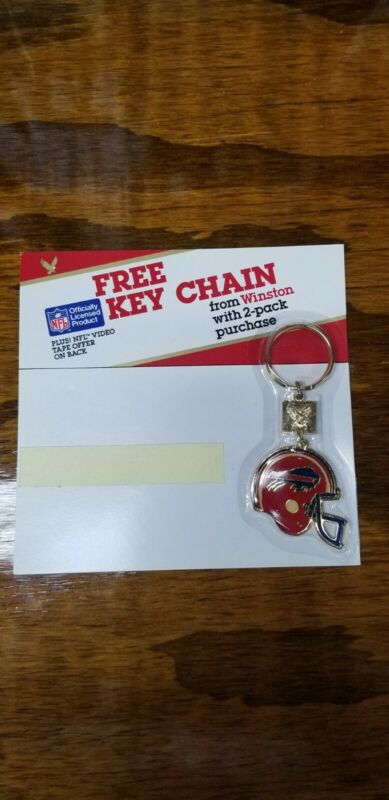 FREE
KEY CHAIN
from Winston
with 2-pack
purchase
NFL
Officially
Licensed
Product
PLUS! NFL™ VIDEO
TAPE OFFER
ON BACK